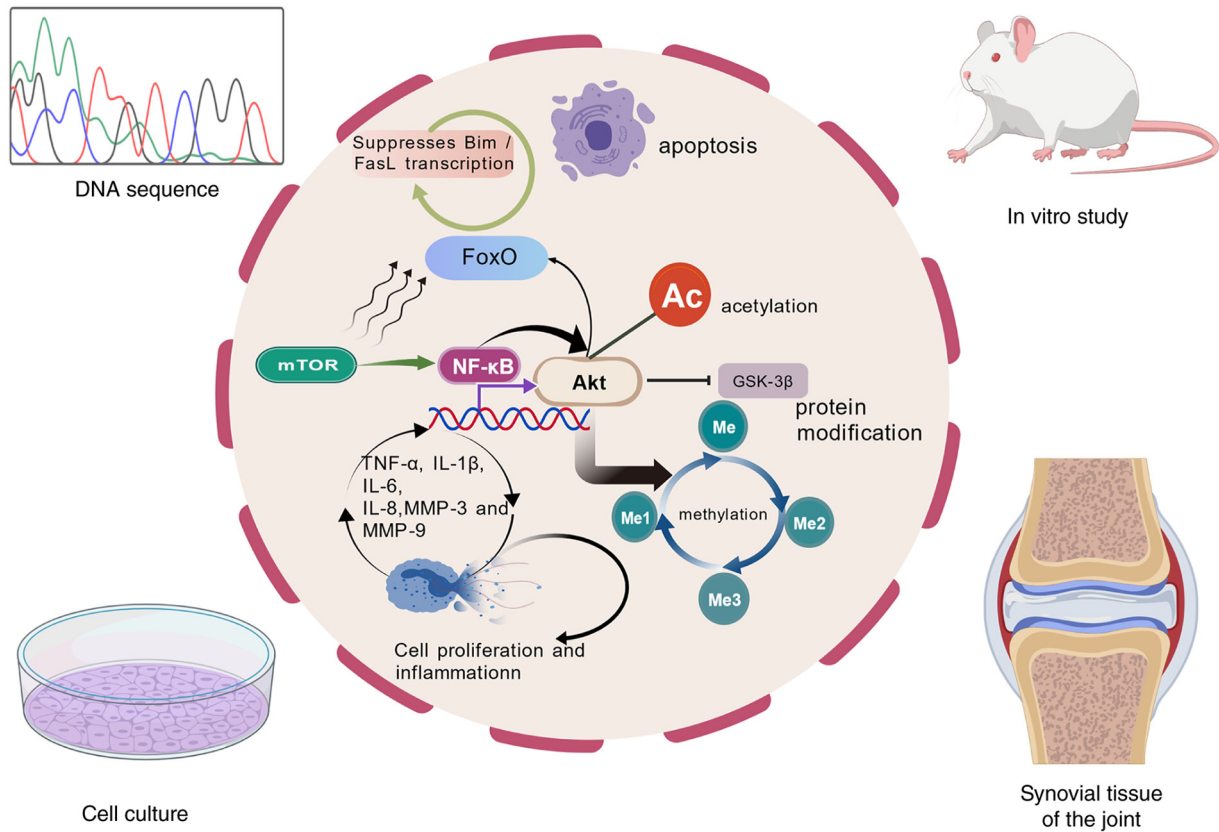 DNA sequence
In vitro study
Suppresses Bim /
FasL transcription
apoptosis
FoxO
Ac
acetylation
mTOR
NF-κB
Akt
GSK-3β
protein
modification
Me
TNF-α, IL-1β,
IL-6,
IL-8,MMP-3 and
MMP-9
Me1
methylation
Me2
Me3
Cell proliferation and
inflammationn
Cell culture
Synovial tissue
of the joint